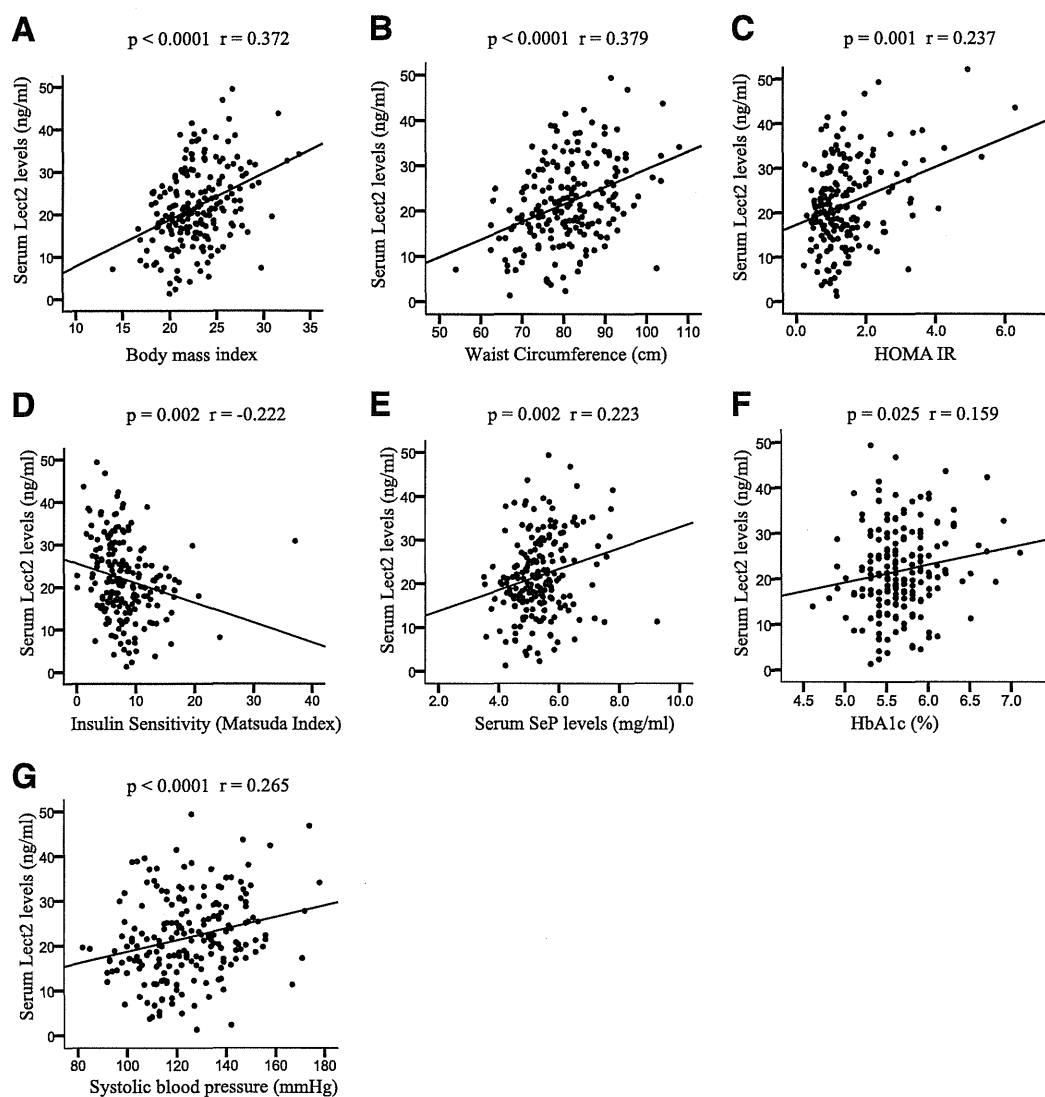 A
p < 0.0001 r = 0.372
Serum Lect2 levels (ng/ml)
50
40
30
20
10
0
10 15 20 25 30 35
Body mass index
B
p < 0.0001 r = 0.379
Serum Lect2 levels (ng/ml)
50
40
30
20
10
0
50 60 70 80 90 100 110
Waist Circumference (cm)
C
p = 0.001 r = 0.237
Serum Lect2 levels (ng/ml)
50
40
30
20
10
0
0.0 2.0 4.0 6.0
HOMA IR
D
p = 0.002 r = -0.222
Serum Lect2 levels (ng/ml)
50
40
30
20
10
0
0 10 20 30 40
Insulin Sensitivity (Matsuda Index)
E
p = 0.002 r = 0.223
Serum Lect2 levels (ng/ml)
50
40
30
20
10
0
2.0 4.0 6.0 8.0 10.0
Serum SeP levels (mg/ml)
F
p = 0.025 r = 0.159
Serum Lect2 levels (ng/ml)
50
40
30
20
10
0
4.5 5.0 5.5 6.0 6.5 7.0
HbA1c (%)
G
p < 0.0001 r = 0.265
Serum Lect2 levels (ng/ml)
50
40
30
20
10
0
80 100 120 140 160 180
Systolic blood pressure (mmHg)